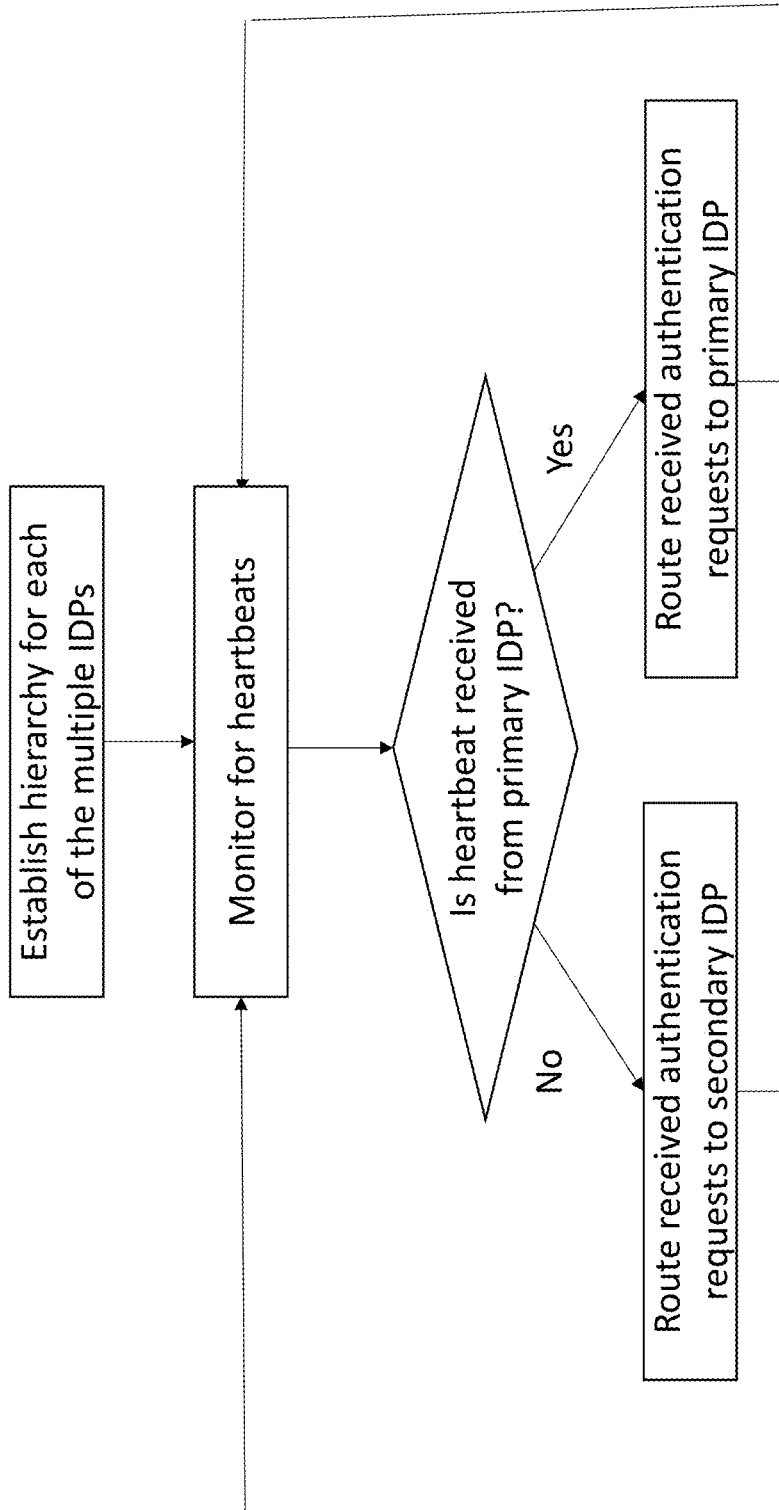 Establish hierarchy for each
of the multiple IDPs
Monitor for heartbeats
Is heartbeat received
from primary IDP?
No
Yes
Route received authentication
requests to secondary IDP
Route received authentication
requests to primary IDP